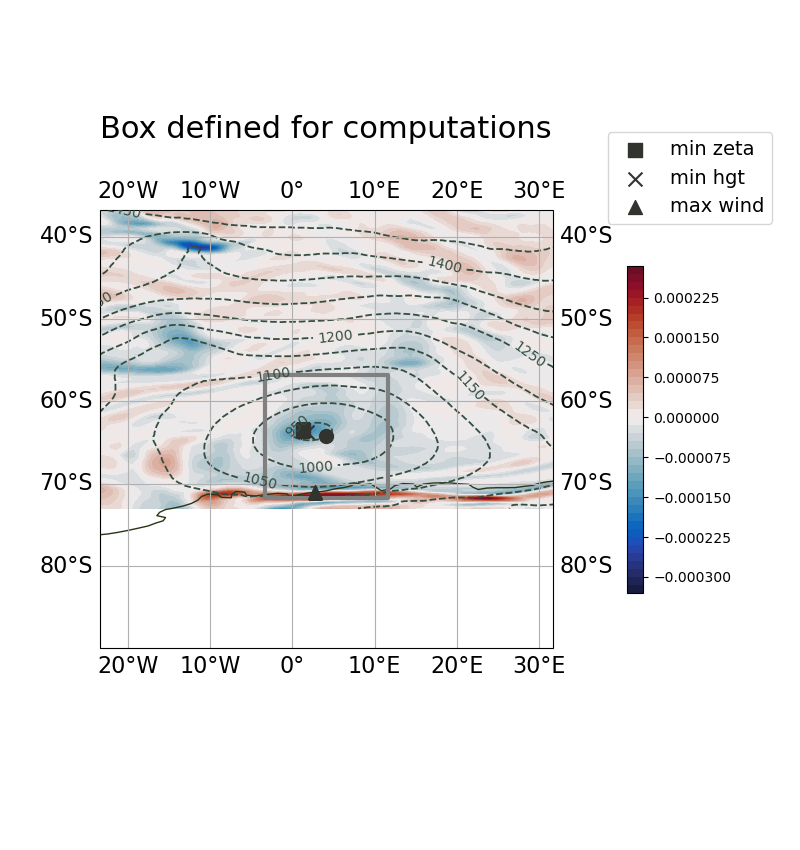 Box defined for computations
min zeta
min hgt
max wind
20°W 10°W 0° 10°E 20°E 30°E
40°S 40°S
1400
50°S 50°S
1200
1250
1100
1150
60°S 60°S
950
1000
1050
70°S 70°S
80°S 80°S
20°W 10°W 0° 10°E 20°E 30°E
0.000225
0.000150
0.000075
0.000000
−0.000075
−0.000150
−0.000225
−0.000300